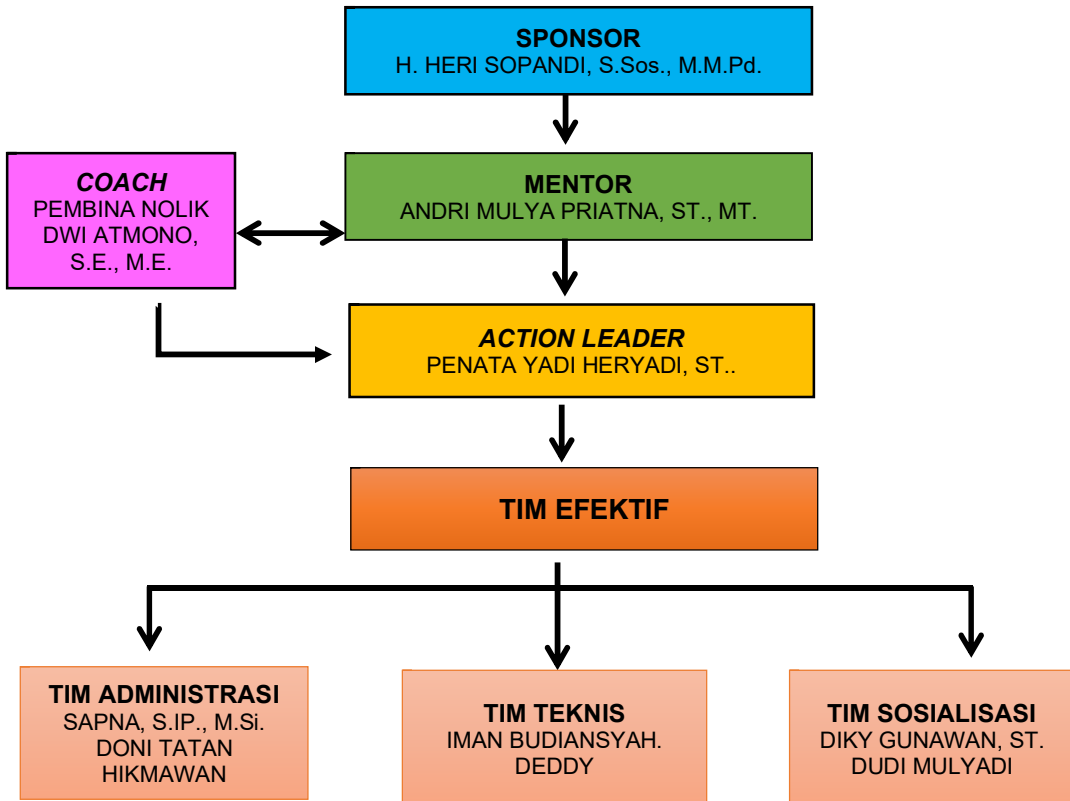 SPONSOR
H. HERI SOPANDI, S.Sos., M.M.Pd.
COACH
PEMBINA NOLIK
DWI ATMONO,
S.E., M.E.
MENTOR
ANDRI MULYA PRIATNA, ST., MT.
ACTION LEADER
PENATA YADI HERYADI, ST..
TIM EFEKTIF
TIM ADMINISTRASI
SAPNA, S.IP., M.Si.
DONI TATAN
HIKMAWAN
TIM TEKNIS
IMAN BUDIANSYAH.
DEDDY
TIM SOSIALISASI
DIKY GUNAWAN, ST.
DUDI MULYADI